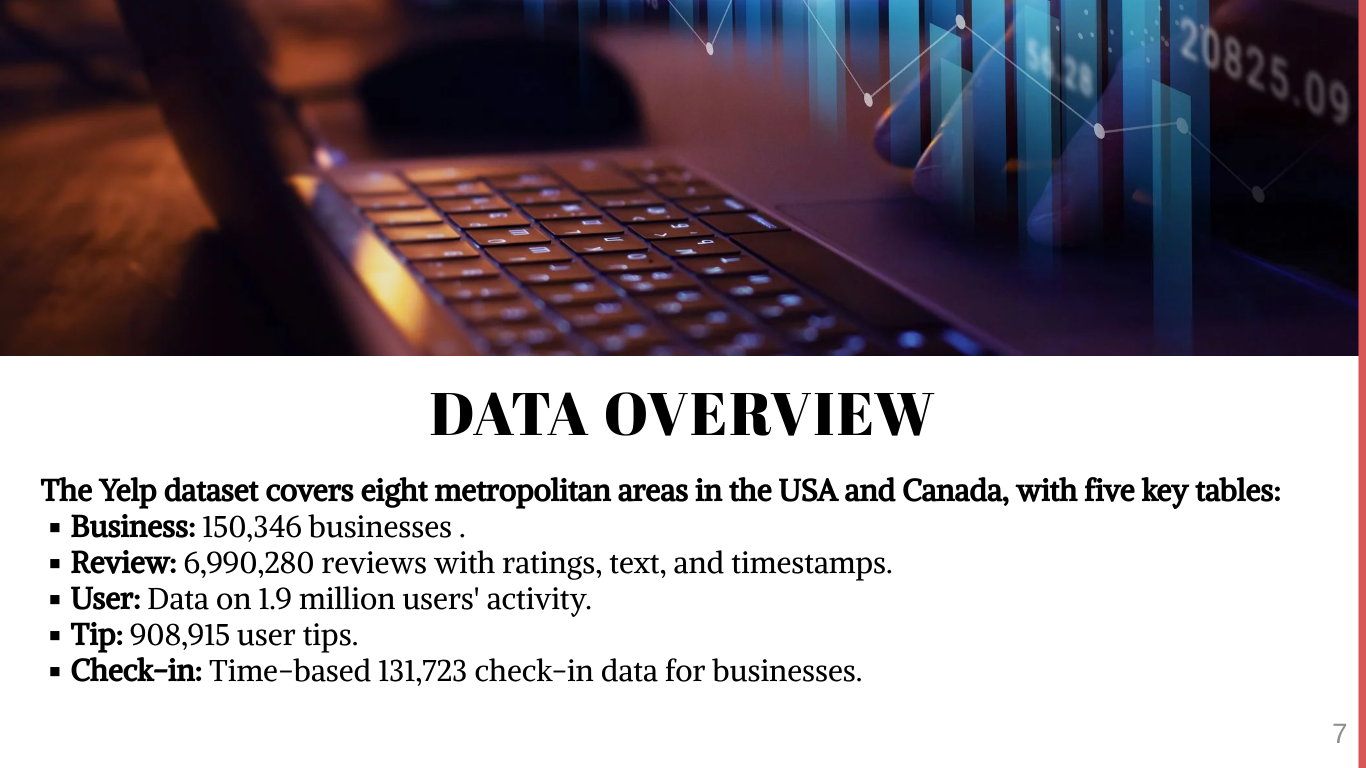 56.28
20825.09
DATA OVERVIEW
The Yelp dataset covers eight metropolitan areas in the USA and Canada, with five key tables:
▪ Business: 150,346 businesses .
▪ Review: 6,990,280 reviews with ratings, text, and timestamps.
▪ User: Data on 1.9 million users' activity.
▪ Tip: 908,915 user tips.
▪ Check-in: Time-based 131,723 check-in data for businesses.
7